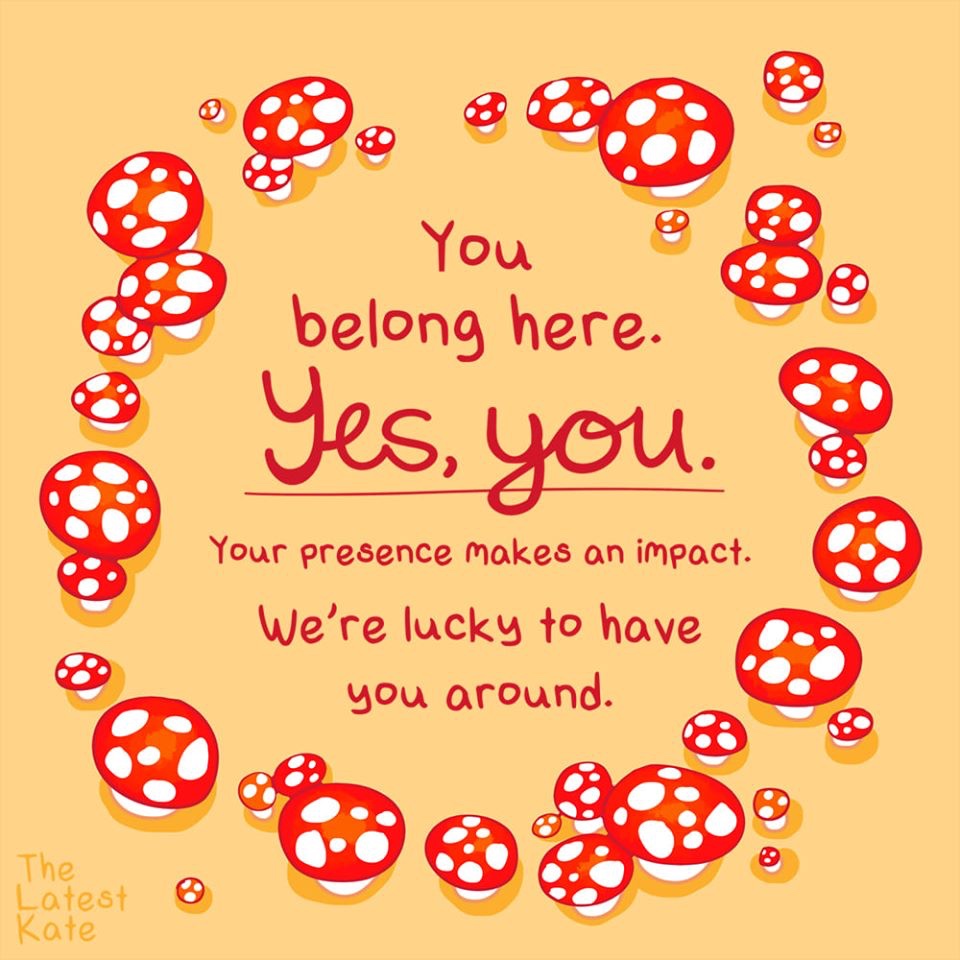 You
belong here.
Yes, you.
Your presence makes an impact.
We're lucky to have
you around.
The
Latest
Kate